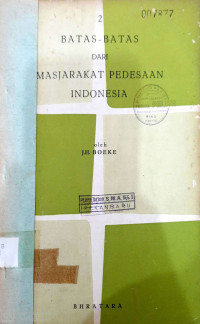 2
BATAS-BATAS
DARI
MASJARAKAT PEDESAAN
INDONESIA
oleh
J.H. BOEKE
BHRATARA